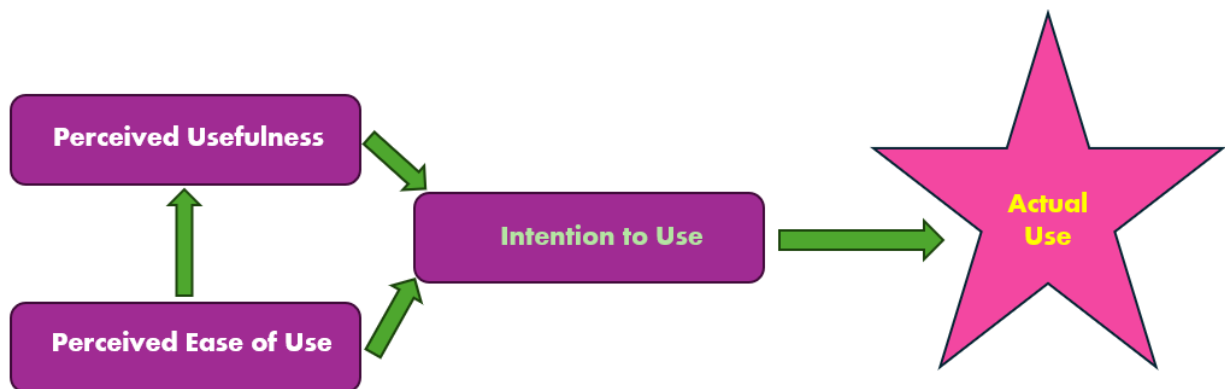 Perceived Usefulness
Perceived Ease of Use
Intention to Use
Actual
Use